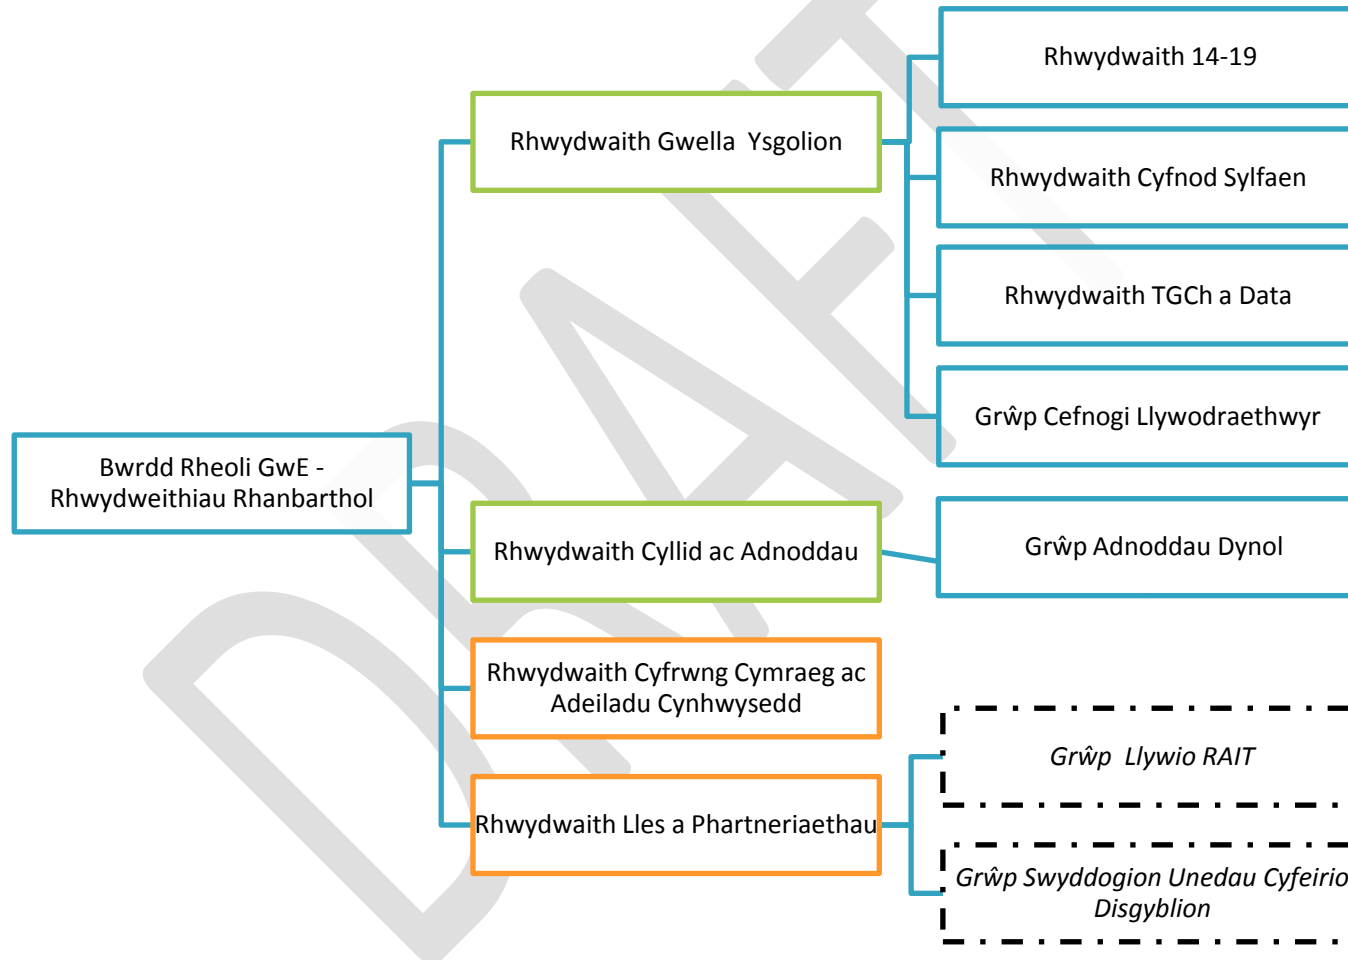 Bwrdd Rheoli GwE -
Rhwydweithiau Rhanbarthol
Rhwydwaith Gwella  Ysgolion
Rhwydwaith 14-19
Rhwydwaith Cyfnod Sylfaen
Rhwydwaith TGCh a Data
Grŵp Cefnogi Llywodraethwyr
Rhwydwaith Cyllid ac Adnoddau
Grŵp Adnoddau Dynol
Rhwydwaith Cyfrwng Cymraeg ac
Adeiladu Cynhwysedd
Rhwydwaith Lles a Phartneriaethau
Grŵp  Llywio RAIT
Grŵp Swyddogion Unedau Cyfeirio
Disgyblion
DRAFT